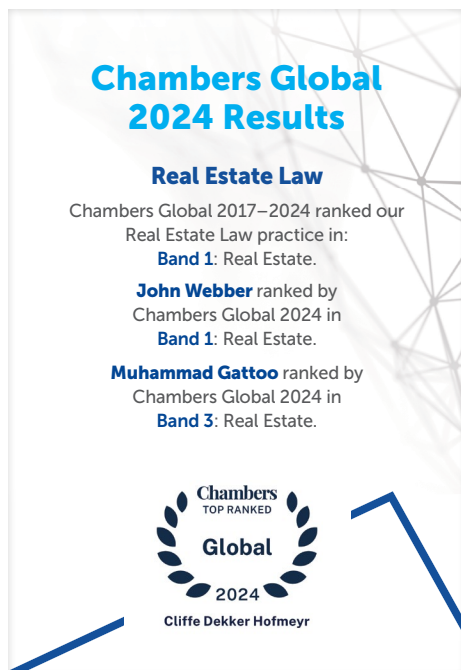 Chambers Global
2024 Results
Real Estate Law
Chambers Global 2017–2024 ranked our
Real Estate Law practice in:
Band 1: Real Estate.
John Webber ranked by
Chambers Global 2024 in
Band 1: Real Estate.
Muhammad Gattoo ranked by
Chambers Global 2024 in
Band 3: Real Estate.
Chambers
TOP RANKED
Global
2024
Cliffe Dekker Hofmeyr